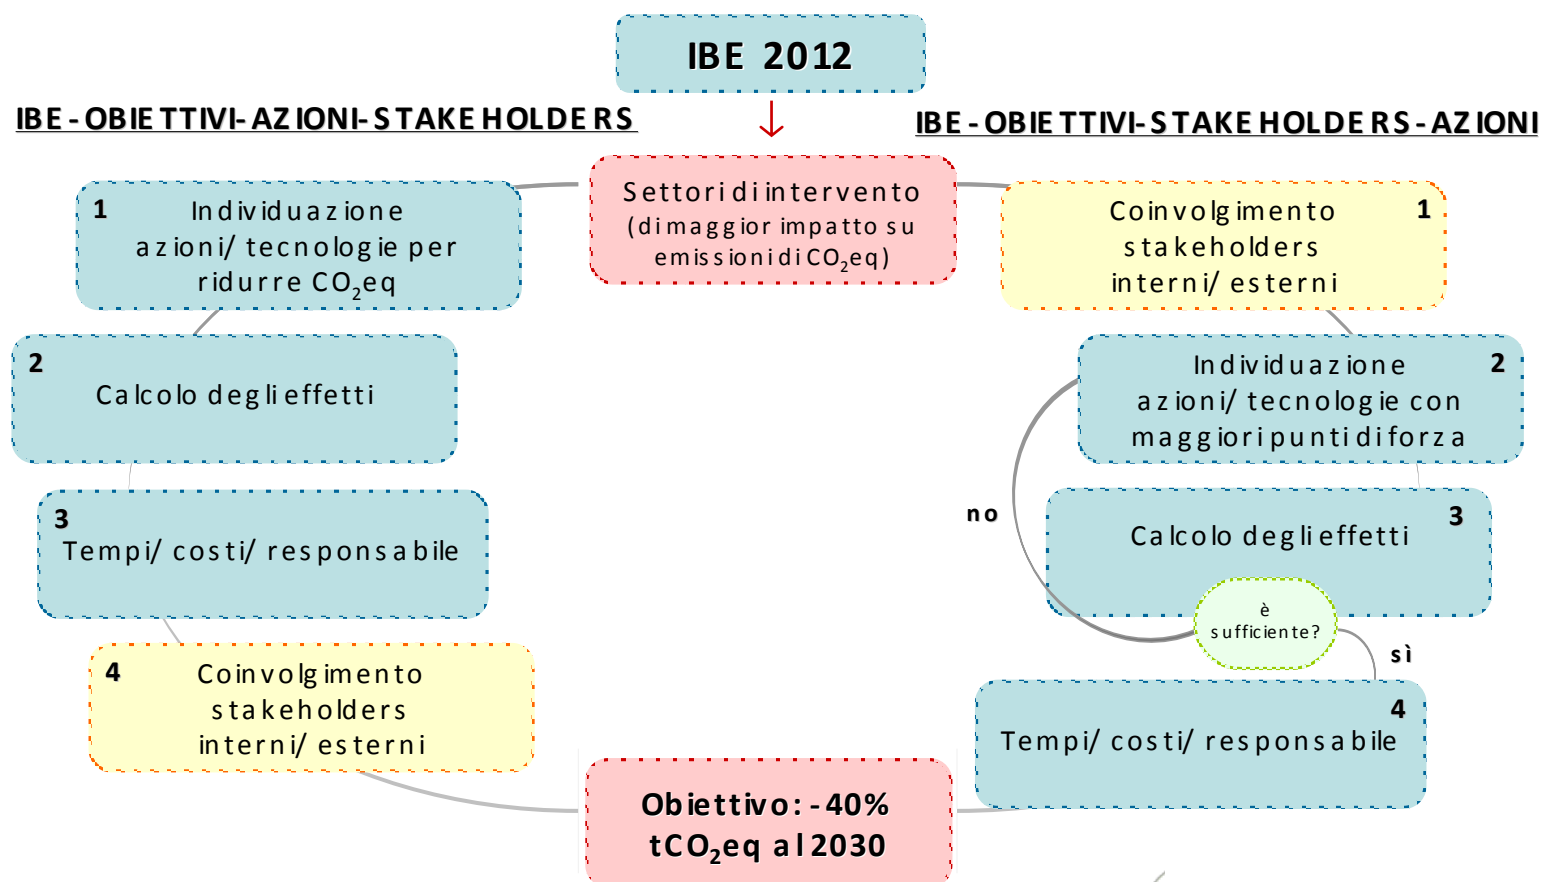 IBE 2012
IBE - OBIETTIVI- AZIONI- STAKEHOLDERS
IBE - OBIETTIVI- STAKEHOLDERS - AZIONI
Settori di intervento
(di maggior impatto su
emissioni di CO₂eq)
1
Individuazione
azioni/ tecnologie per
ridurre CO₂eq
2
Calcolo degli effetti
3
Tempi/ costi/ responsabile
4
Coinvolgimento
stakeholders
interni/ esterni
Coinvolgimento
stakeholders
interni/ esterni
1
Individuazione
azioni/ tecnologie con
maggiori punti di forza
2
no
Calcolo degli effetti
3
è
sufficiente?
sì
4
Tempi/ costi/ responsabile
Obiettivo: - 40%
tCO₂eq al 2030